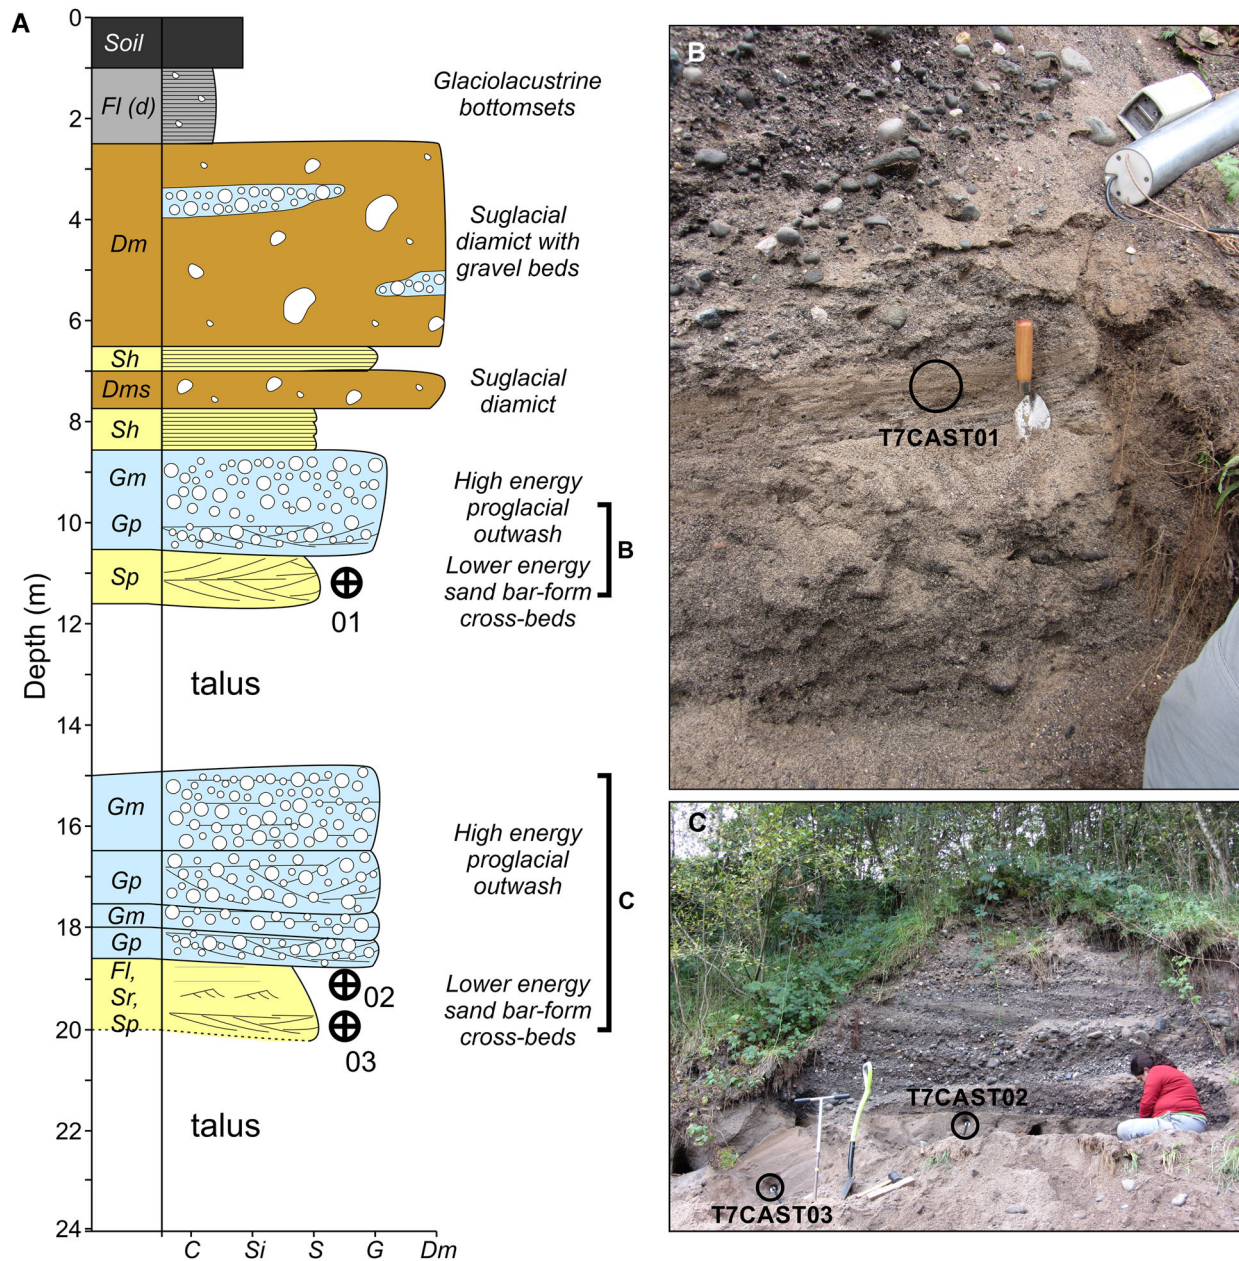 A
0
Soil
Fl (d)
Glaciolacustrine
bottomsets
2
Dm
4
Suglacial
diamict with
gravel beds
6
Sh
Dms
Suglacial
diamict
8
Sh
Gm
High energy
proglacial
outwash
10
Gp
B
Sp
Lower energy
sand bar-form
cross-beds
01
12
Depth (m)
talus
14
Gm
16
High energy
proglacial
outwash
Gp
C
Gm
18
Gp
Fl,
Sr,
Sp
02
Lower energy
sand bar-form
cross-beds
20
03
talus
22
24
C Si S G Dm
B
T7CAST01
C
T7CAST02
T7CAST03